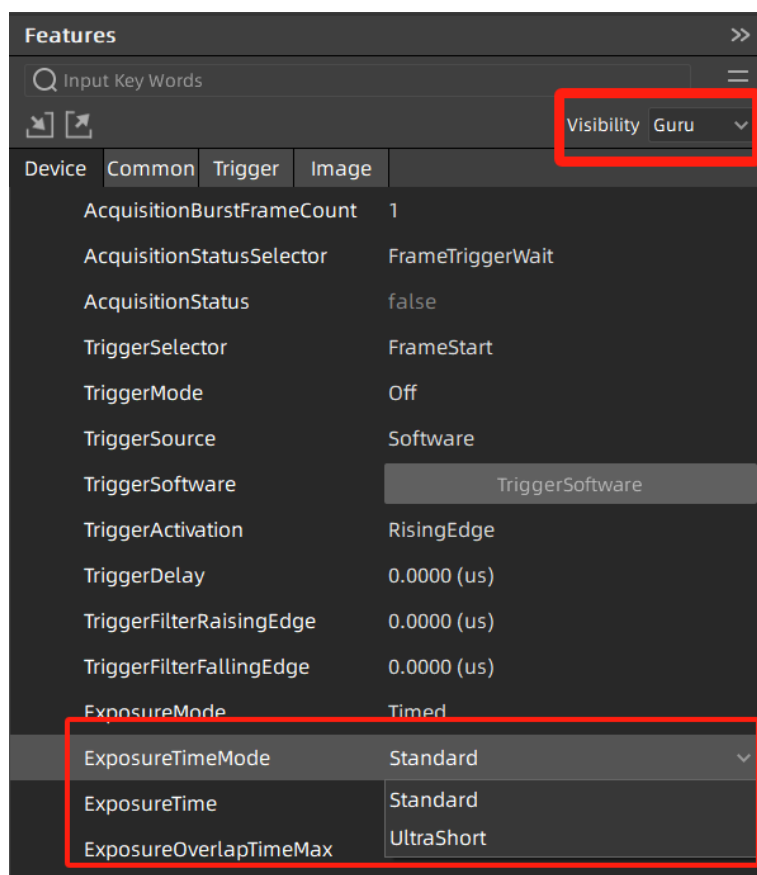 Features
Input Key Words
Visibility Guru
Device Common Trigger Image
AcquisitionBurstFrameCount 1
AcquisitionStatusSelector FrameTriggerWait
AcquisitionStatus false
TriggerSelector FrameStart
TriggerMode Off
TriggerSource Software
TriggerSoftware TriggerSoftware
TriggerActivation RisingEdge
TriggerDelay 0.0000 (us)
TriggerFilterRaisingEdge 0.0000 (us)
TriggerFilterFallingEdge 0.0000 (us)
ExposureMode Timed
ExposureTimeMode Standard
ExposureTime Standard
UltraShort
ExposureOverlapTimeMax